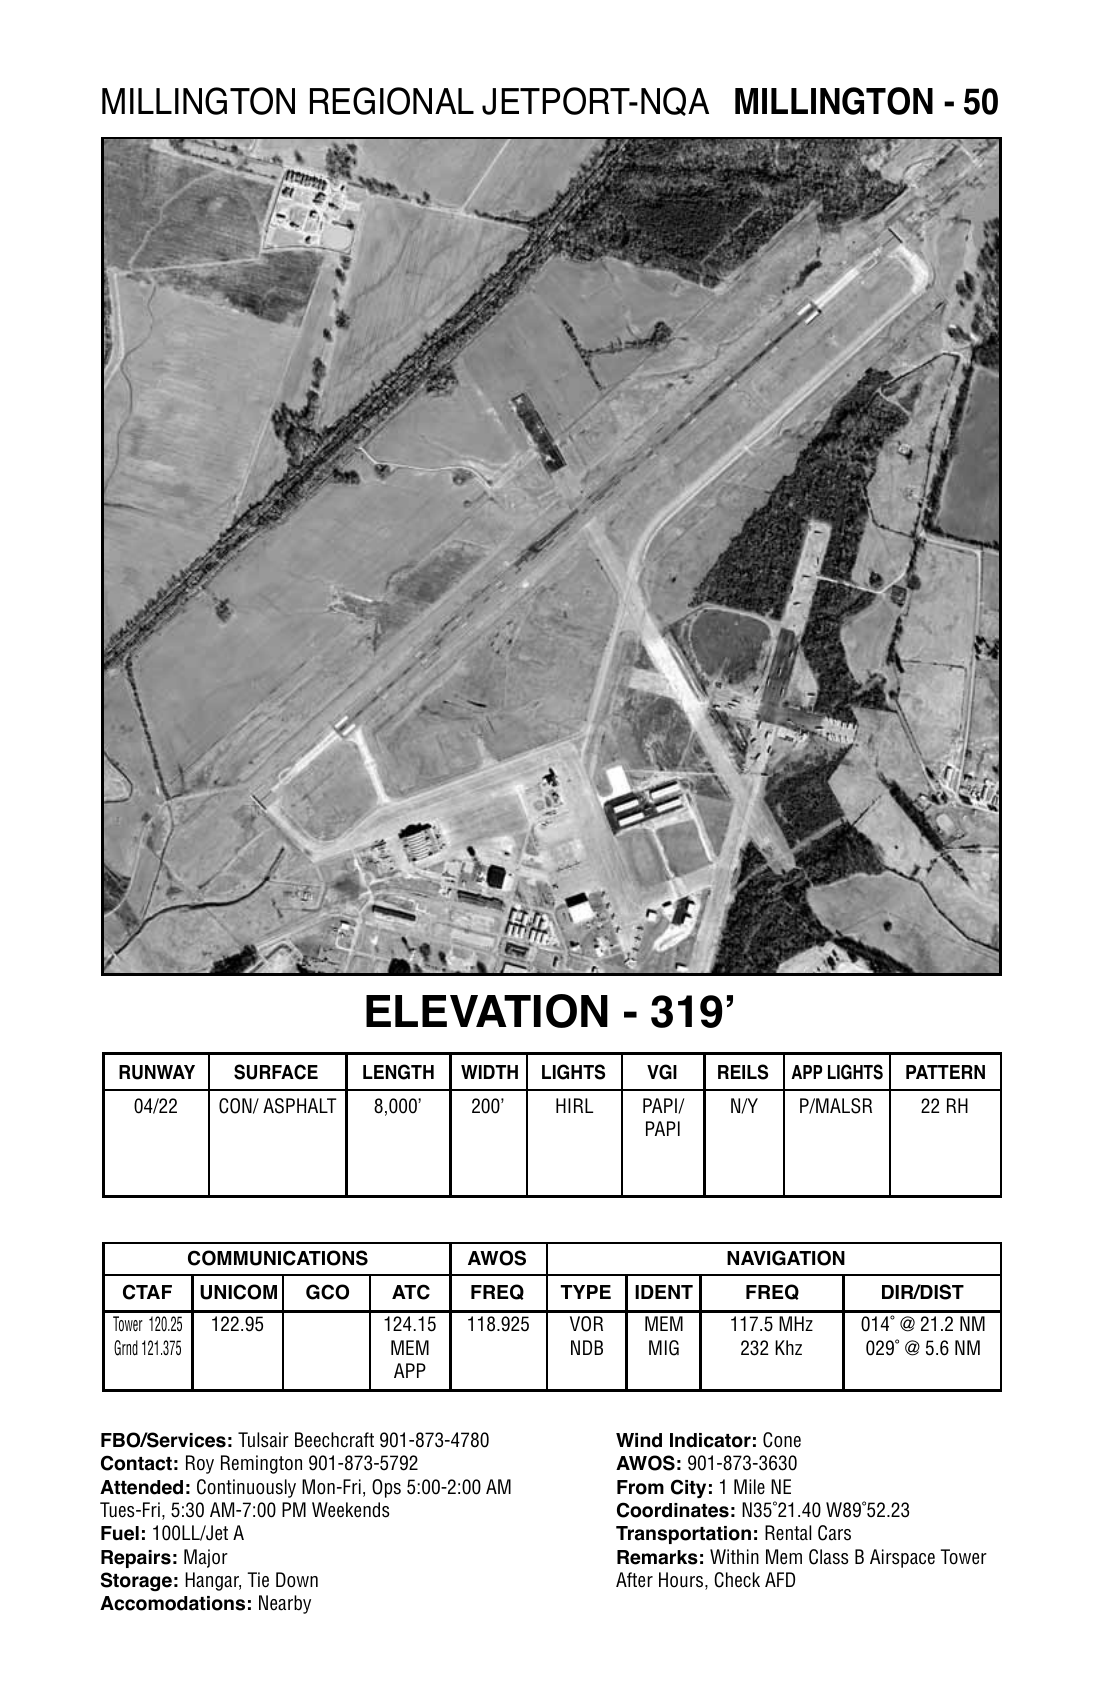 MILLINGTON REGIONAL JETPORT-NQA MILLINGTON - 50
ELEVATION - 319’
RUNWAY SURFACE LENGTH WIDTH LIGHTS VGI REILS APP LIGHTS PATTERN
04/22 CON/ ASPHALT 8,000’ 200’ HIRL PAPI/ N/Y P/MALSR 22 RH
PAPI
COMMUNICATIONS AWOS NAVIGATION
CTAF UNICOM GCO ATC FREQ TYPE IDENT FREQ DIR/DIST
Tower 120.25 122.95 124.15 118.925 VOR MEM 117.5 MHz 014˚ @ 21.2 NM
Grnd 121.375 MEM NDB MIG 232 Khz 029˚ @ 5.6 NM
APP
FBO/Services: Tulsair Beechcraft 901-873-4780
Contact: Roy Remington 901-873-5792
Attended: Continuously Mon-Fri, Ops 5:00-2:00 AM
Tues-Fri, 5:30 AM-7:00 PM Weekends
Fuel: 100LL/Jet A
Repairs: Major
Storage: Hangar, Tie Down
Accomodations: Nearby
Wind Indicator: Cone
AWOS: 901-873-3630
From City: 1 Mile NE
Coordinates: N35˚21.40 W89˚52.23
Transportation: Rental Cars
Remarks: Within Mem Class B Airspace Tower
After Hours, Check AFD